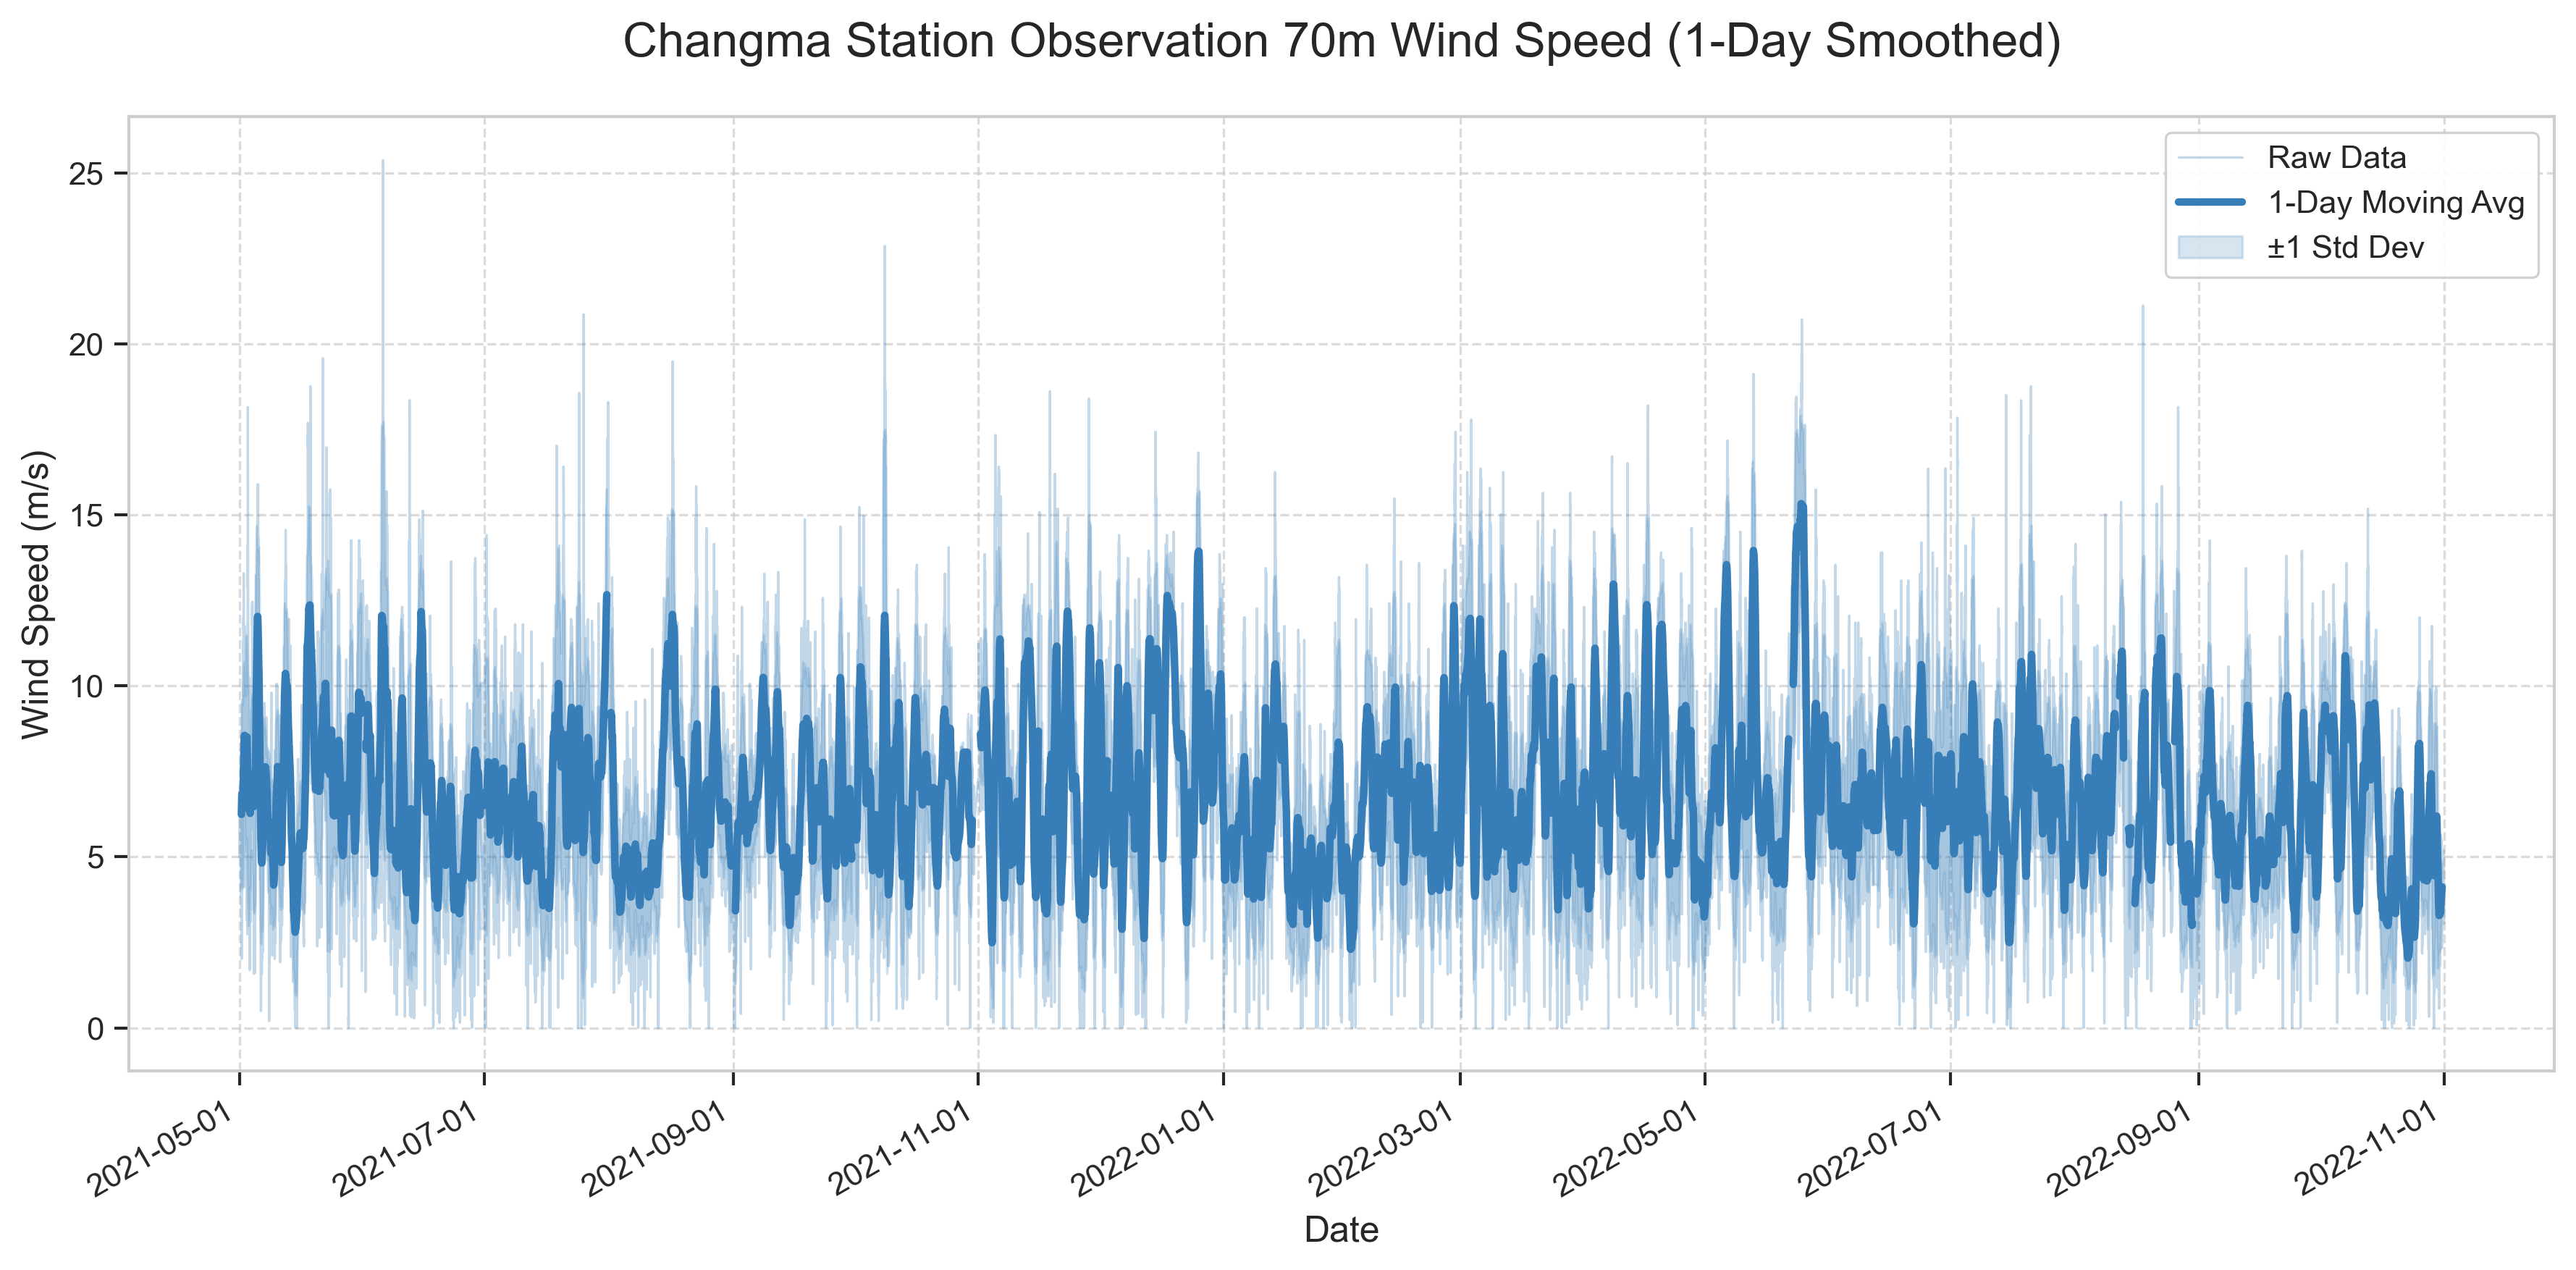 Changma Station Observation 70m Wind Speed (1-Day Smoothed)
Raw Data
1-Day Moving Avg
±1 Std Dev
Wind Speed (m/s)
25
20
15
10
5
0
2021-05-01
2021-07-01
2021-09-01
2021-11-01
2022-01-01
2022-03-01
2022-05-01
2022-07-01
2022-09-01
2022-11-01
Date